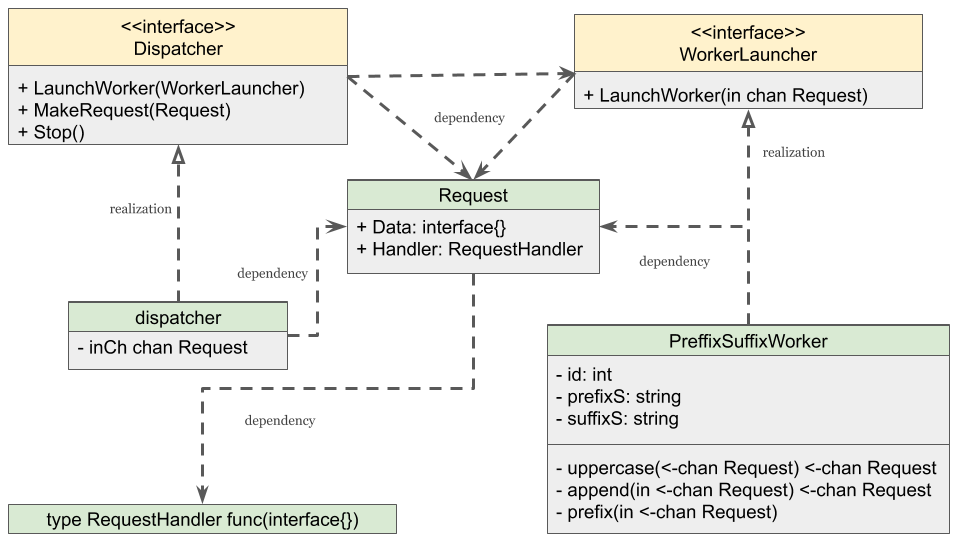 <<interface>>
Dispatcher
+ LaunchWorker(WorkerLauncher)
+ MakeRequest(Request)
+ Stop()
<<interface>>
WorkerLauncher
+ LaunchWorker(in chan Request)
dependency
realization
realization
Request
+ Data: interface{}
+ Handler: RequestHandler
dependency
dependency
dispatcher
- inCh chan Request
PreffixSuffixWorker
- id: int
- prefixS: string
- suffixS: string
- uppercase(<-chan Request) <-chan Request
- append(in <-chan Request) <-chan Request
- prefix(in <-chan Request)
dependency
type RequestHandler func(interface{})